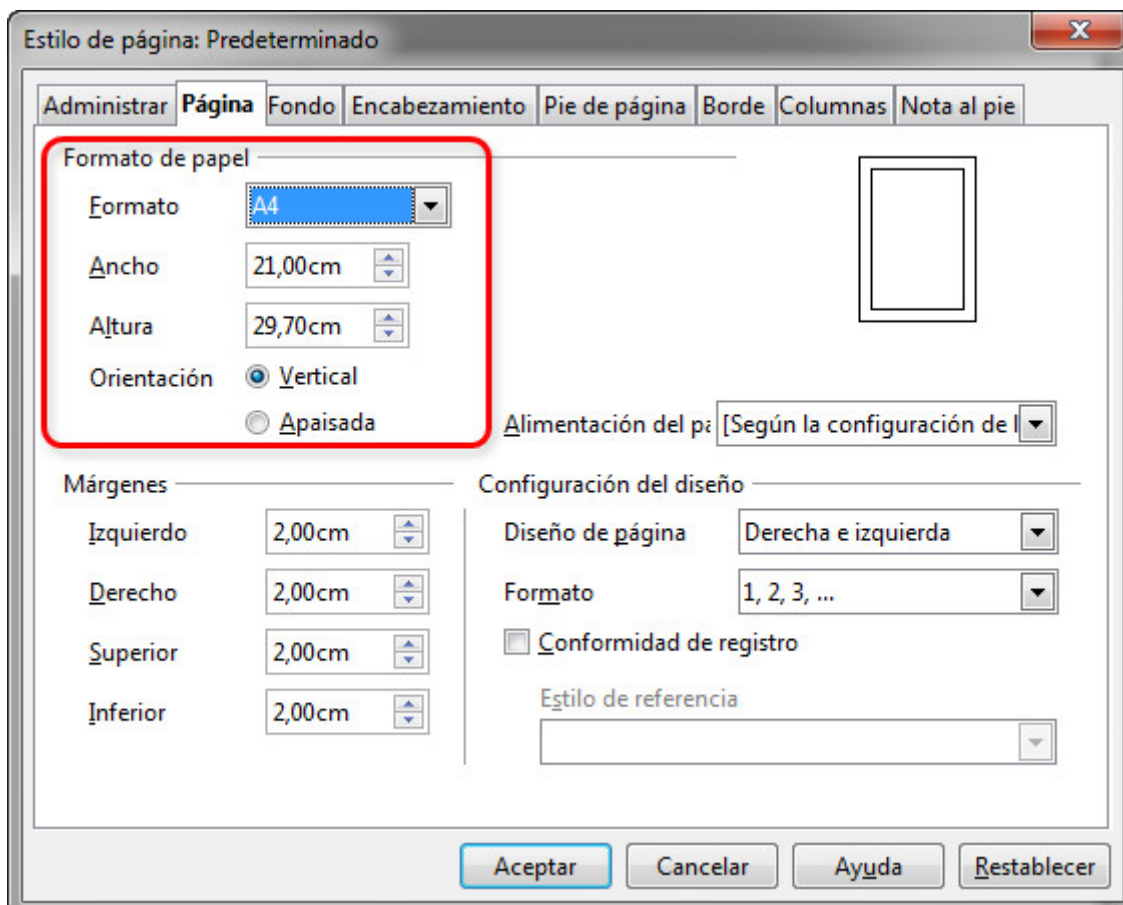 Estilo de página: Predeterminado
Administrar Página Fondo Encabezamiento Pie de página Borde Columnas Nota al pie
Formato de papel
Formato A4
Ancho 21,00cm
Altura 29,70cm
Orientación Vertical
Apaisada
Alimentación del pa [Según la configuración de l
Márgenes
Izquierdo 2,00cm
Derecho 2,00cm
Superior 2,00cm
Inferior 2,00cm
Configuración del diseño
Diseño de página Derecha e izquierda
Formato 1, 2, 3, ...
Conformidad de registro
Estilo de referencia
Aceptar Cancelar Ayuda Restablecer